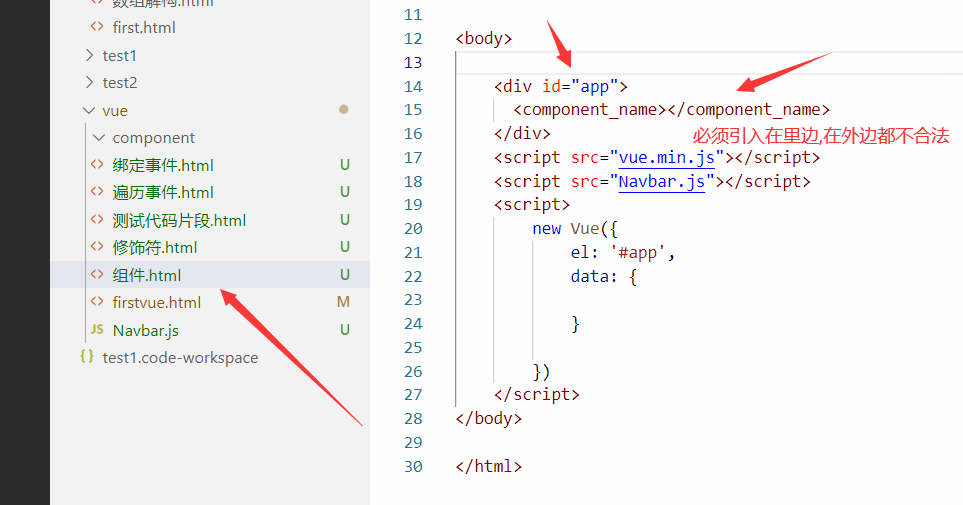 数组解构.html
first.html
test1
test2
vue
component
绑定事件.html U
遍历事件.html U
测试代码片段.html U
修饰符.html U
组件.html U
firstvue.html M
JS Navbar.js U
{} test1.code-workspace
11
12 <body>
13
14 <div id="app">
15 <component_name></component_name>
16 </div>
必须引入在里边,在外边都不合法
17 <script src="vue.min.js"></script>
18 <script src="Navbar.js"></script>
19 <script>
20 new Vue({
21 el: '#app',
22 data: {
23
24 }
25
26 })
27 </script>
28 </body>
29
30 </html>